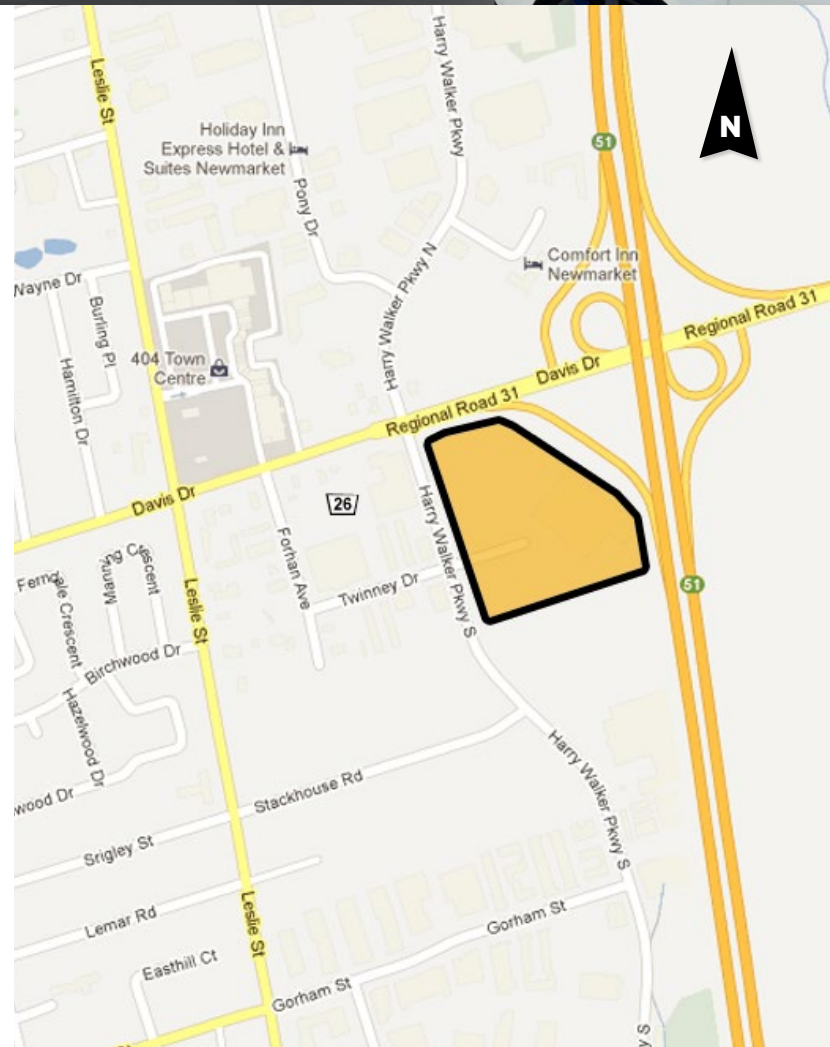 Harry Walker Pkwy
Leslie St
N
Holiday Inn
Express Hotel &
Suites Newmarket
51
Pony Dr
Comfort Inn
Newmarket
Wayne Dr
Burling Pl
Harry Walker Pkwy N
Regional Road 31
404 Town
Centre
Hamilton Dr
Davis Dr
Regional Road 31
Davis Dr
26
Harry Walker Pkwy S
Forhan Ave
Twinney Dr
51
Leslie St
Birchwood Dr
Hazelwood Dr
wood Dr
Harry Walker Pkwy S
Stackhouse Rd
Srigley St
Lemar Rd
Leslie St
Gorham St
Easthill Ct
Gorham St
y S